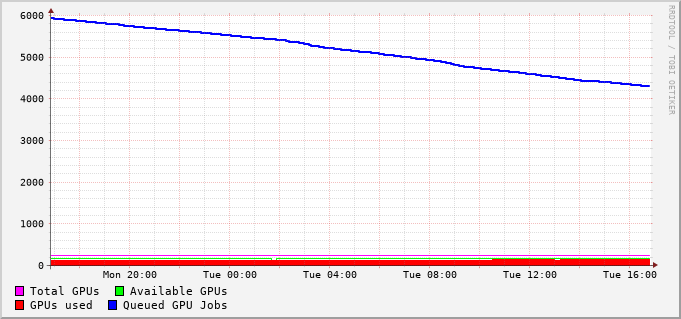 6000
5000
4000
3000
2000
1000
0
Mon 20:00 Tue 00:00 Tue 04:00 Tue 08:00 Tue 12:00 Tue 16:00
Total GPUs Available GPUs
GPUs used Queued GPU Jobs
RRDTOOL / TOBI OETIKER